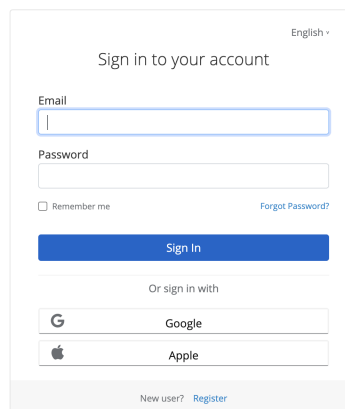 English
Sign in to your account
Email
Password
Remember me Forgot Password?
Sign In
Or sign in with
Google
Apple
New user? Register